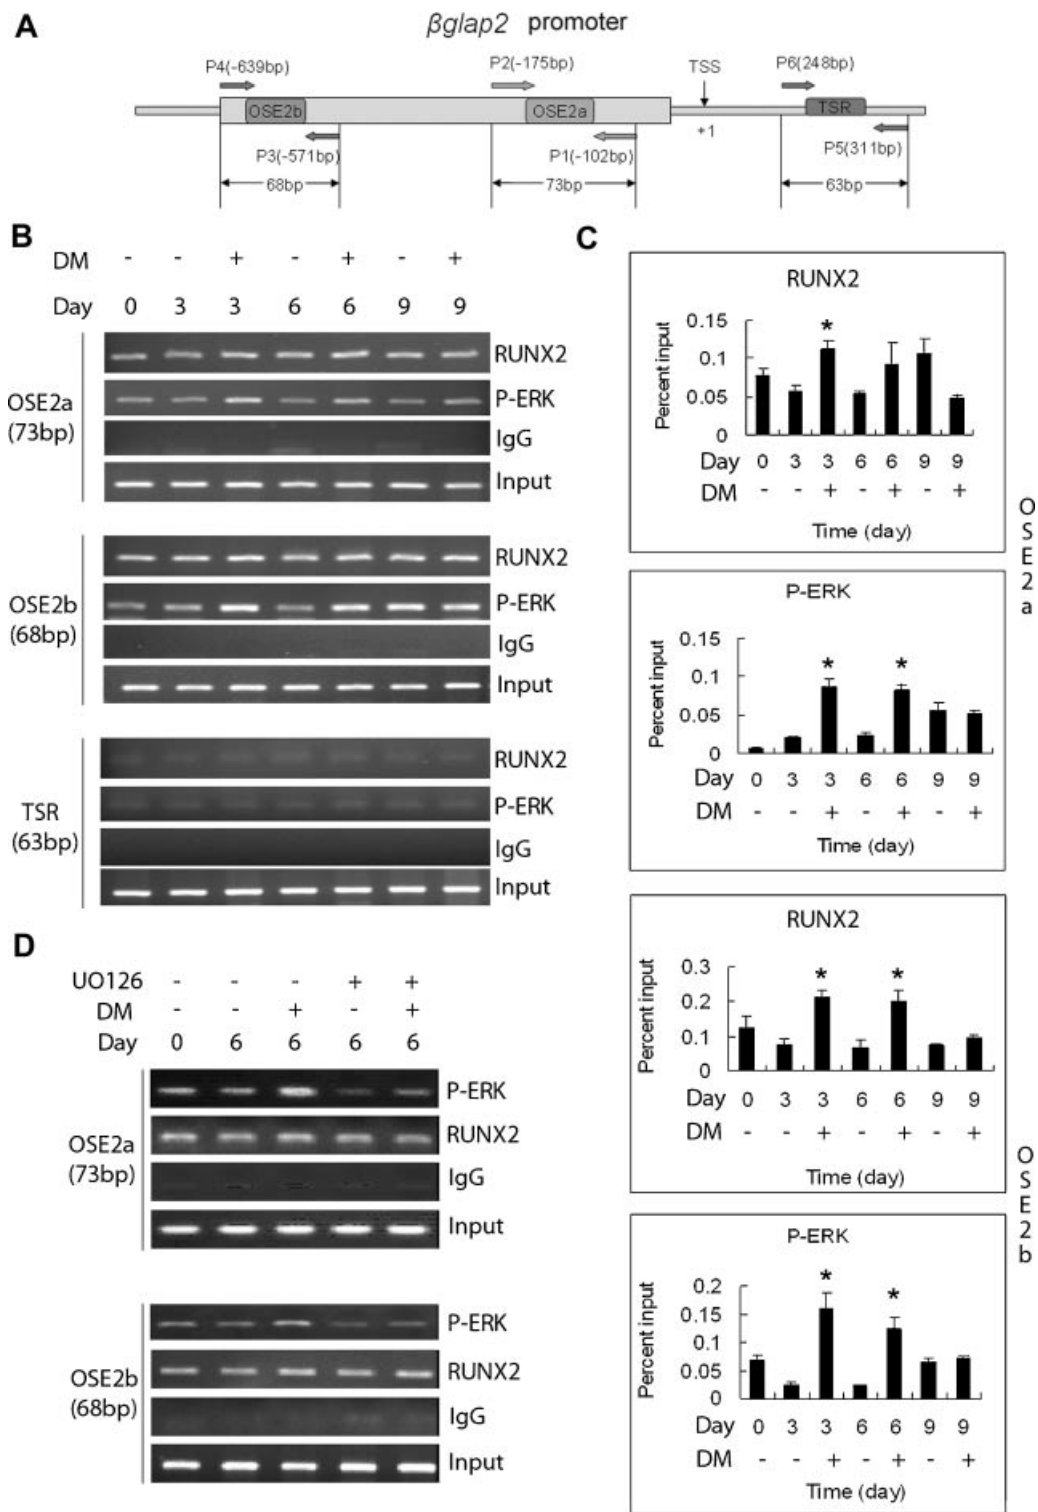 A
βglap2 promoter
P4(-639bp)
P2(-175bp)
TSS
P6(248bp)
OSE2b
OSE2a
TSR
+1
P3(-571bp)
P1(-102bp)
P5(311bp)
68bp
73bp
63bp
B
DM - - + - + - +
Day 0 3 3 6 6 9 9
OSE2a
(73bp)
RUNX2
P-ERK
IgG
Input
OSE2b
(68bp)
RUNX2
P-ERK
IgG
Input
TSR
(63bp)
RUNX2
P-ERK
IgG
Input
C
RUNX2
Percent input
0.15
0.1
0.05
0
*
Day 0 3 3 6 6 9 9
DM - - + - + - +
Time (day)
P-ERK
Percent input
0.15
0.1
0.05
0
* *
Day 0 3 3 6 6 9 9
DM - - + - + - +
Time (day)
OSE2a
RUNX2
Percent input
0.3
0.2
0.1
0
* *
Day 0 3 3 6 6 9 9
DM - - + - + - +
Time (day)
P-ERK
Percent input
0.2
0.15
0.1
0.05
0
* *
Day 0 3 3 6 6 9 9
DM - - + - + - +
Time (day)
OSE2b
D
UO126 - - - + +
DM - - + - +
Day 0 6 6 6 6
OSE2a
(73bp)
P-ERK
RUNX2
IgG
Input
OSE2b
(68bp)
P-ERK
RUNX2
IgG
Input